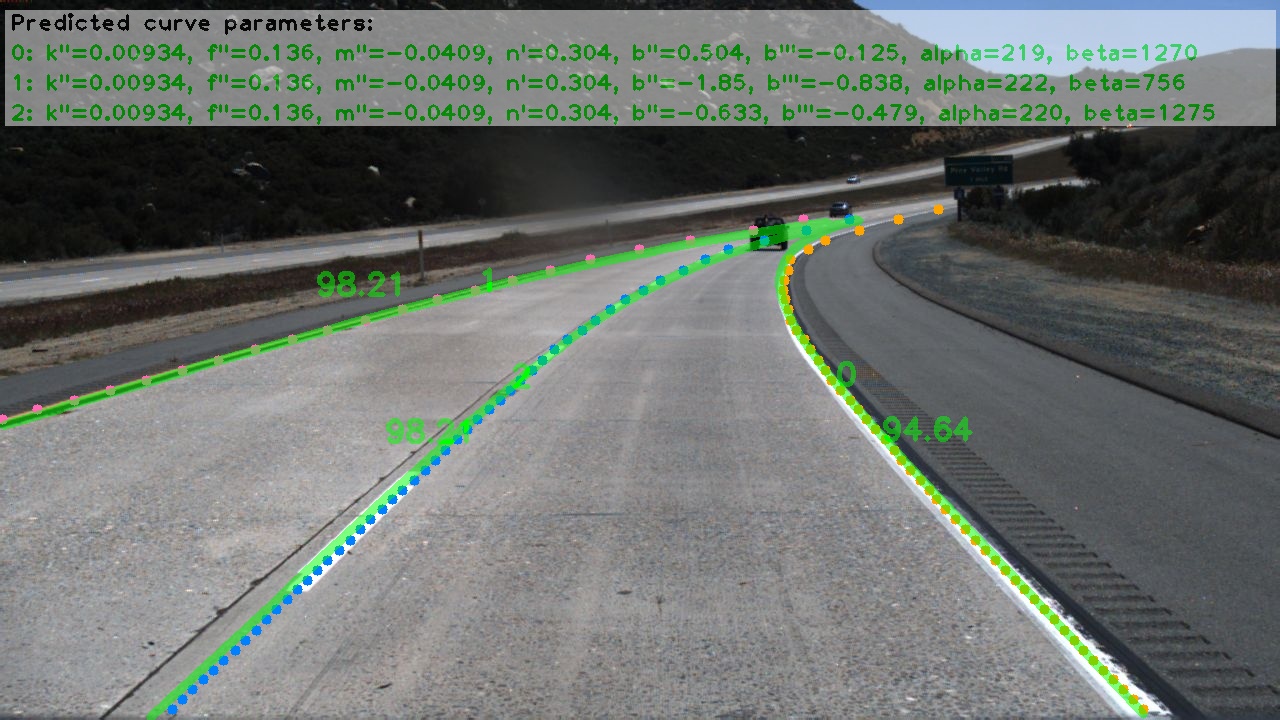 Predicted curve parameters:
0: k''=0.00934, f''=0.136, m''=-0.0409, n'=0.304, b''=0.504, b'''=-0.125, alpha=219, beta=1270
1: k''=0.00934, f''=0.136, m''=-0.0409, n'=0.304, b''=-1.85, b'''=-0.838, alpha=222, beta=756
2: k''=0.00934, f''=0.136, m''=-0.0409, n'=0.304, b''=-0.633, b'''=-0.479, alpha=220, beta=1275
Valley Rd
98.21
1
2
0
94.64